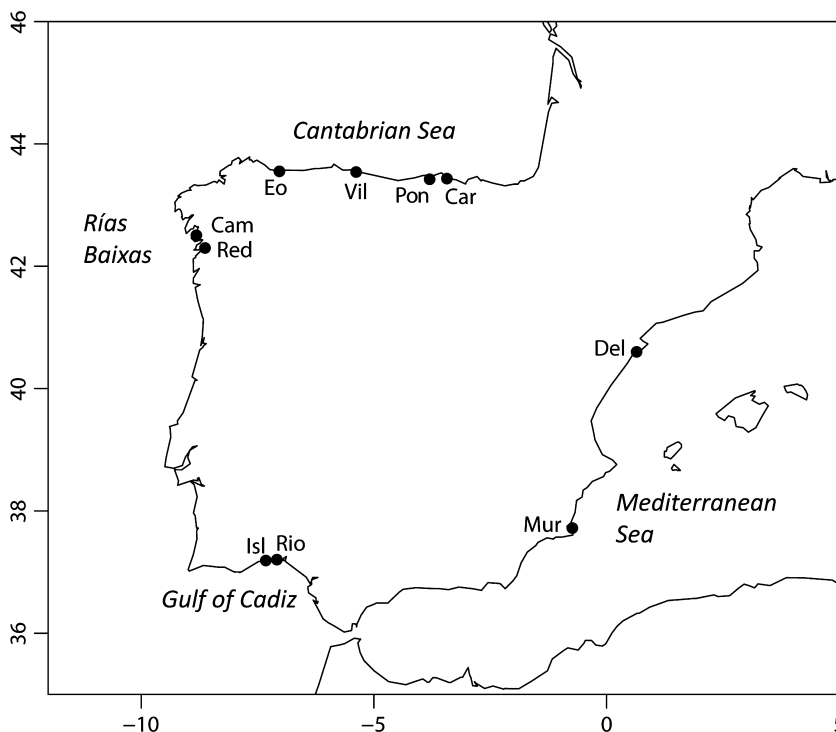 46
44
42
40
38
36
Cantabrian Sea
Eo
Vil
Pon
Car
Rías
Baixas
Cam
Red
Del
Mur
Mediterranean
Sea
Isl
Rio
Gulf of Cadiz
−10
−5
0
5